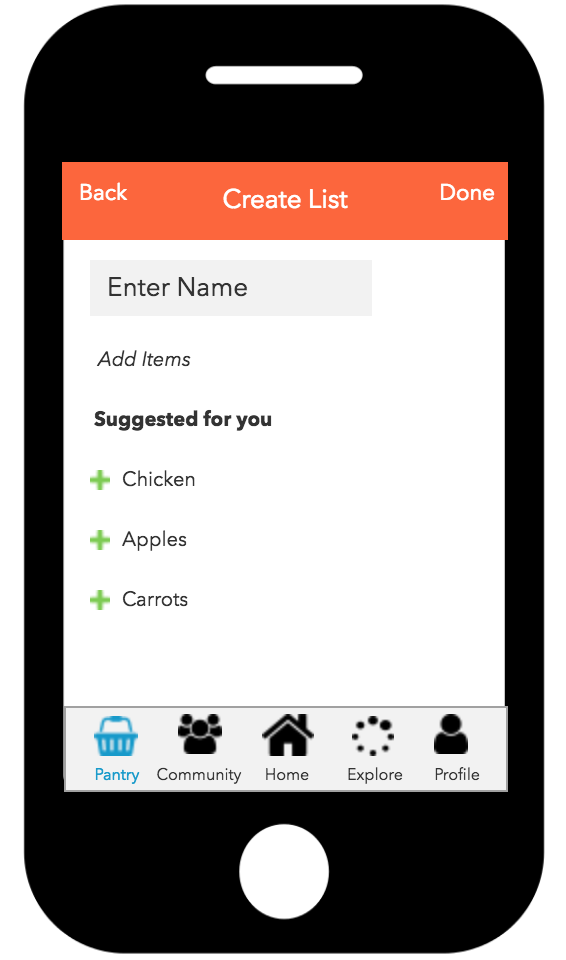 Back Create List Done
Enter Name
Add Items
Suggested for you
Chicken
Apples
Carrots
Pantry Community Home Explore Profile